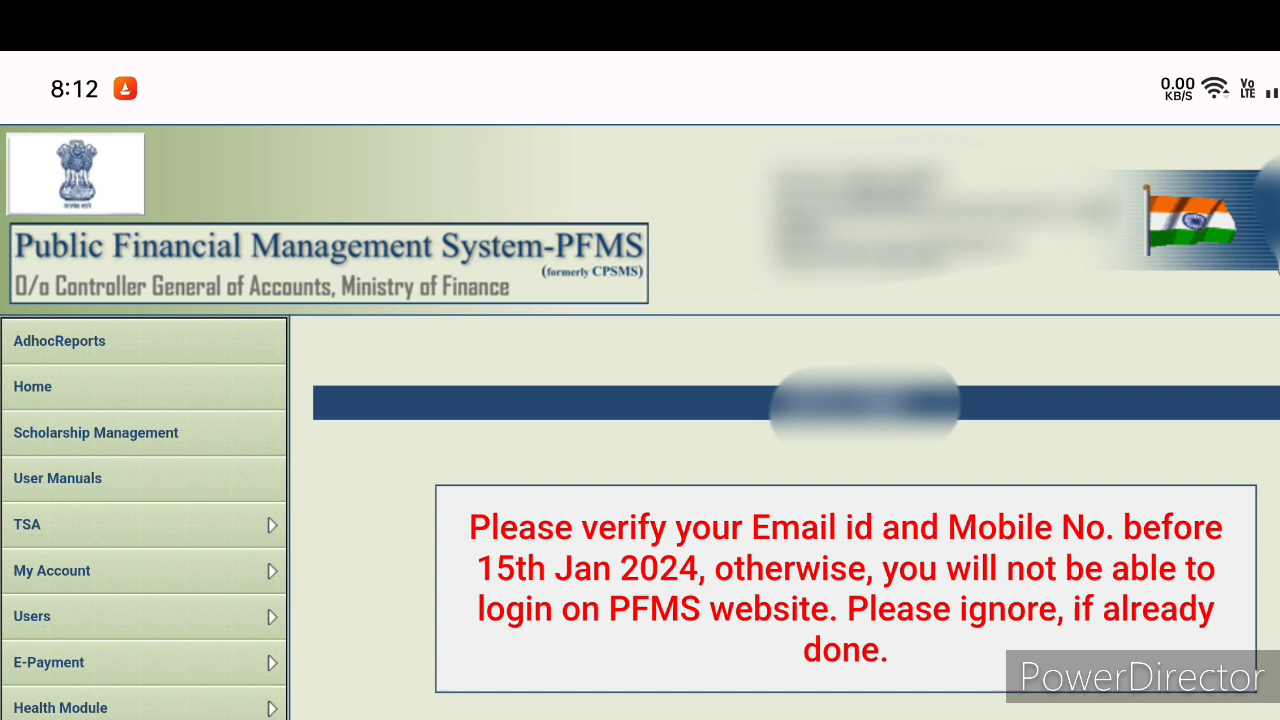 8:12
0.00
KB/S
Vo
LTE
Public Financial Management System-PFMS
(formerly CPSMS)
O/o Controller General of Accounts, Ministry of Finance
AdhocReports
Home
Scholarship Management
User Manuals
TSA
My Account
Users
E-Payment
Health Module
Please verify your Email id and Mobile No. before
15th Jan 2024, otherwise, you will not be able to
login on PFMS website. Please ignore, if already
done.
PowerDirector